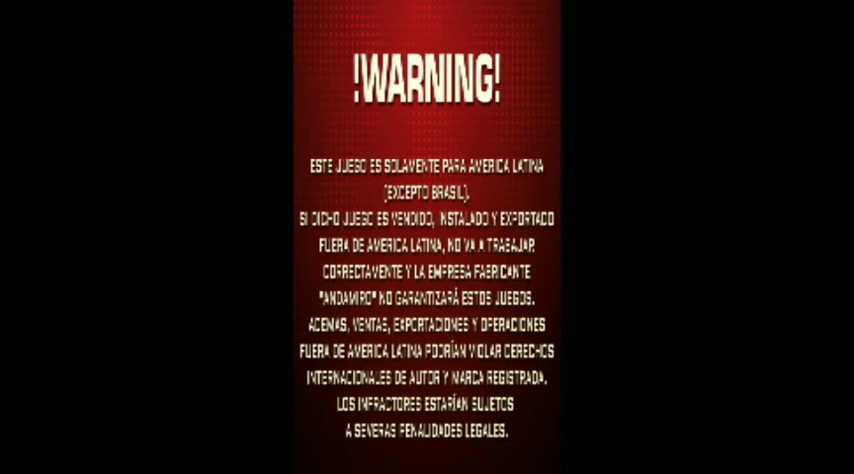 !WARNING!
ESTE JUEGO ES SOLAMENTE PARA AMERICA LATINA
(EXCEPTO BRASIL).
SI DICHO JUEGO ES VENDIDO, INSTALADO Y EXPORTADO
FUERA DE AMERICA LATINA, NO VA A TRABAJAR
CORRECTAMENTE Y LA EMPRESA FABRICANTE
"ANDAMIRO" NO GARANTIZARÁ ESTOS JUEGOS.
ADEMAS, VENTAS, EXPORTACIONES Y OPERACIONES
FUERA DE AMERICA LATINA PODRÍAN VIOLAR DERECHOS
INTERNACIONALES DE AUTOR Y MARCA REGISTRADA.
LOS INFRACTORES ESTARÍAN SUJETOS
A SEVERAS PENALIDADES LEGALES.